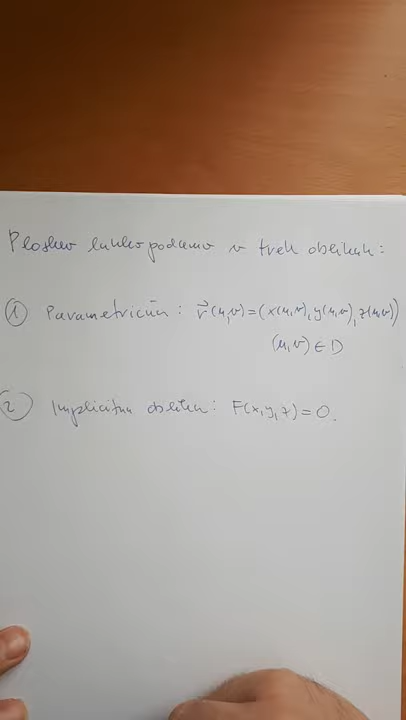 Ploskev lahko podamo v treh oblikah:
① Parametrična: r⃗(u,v)=(x(u,v),y(u,v),z(u,v))
(u,v)∈D
② Implicitna oblika: F(x,y,z)=0.